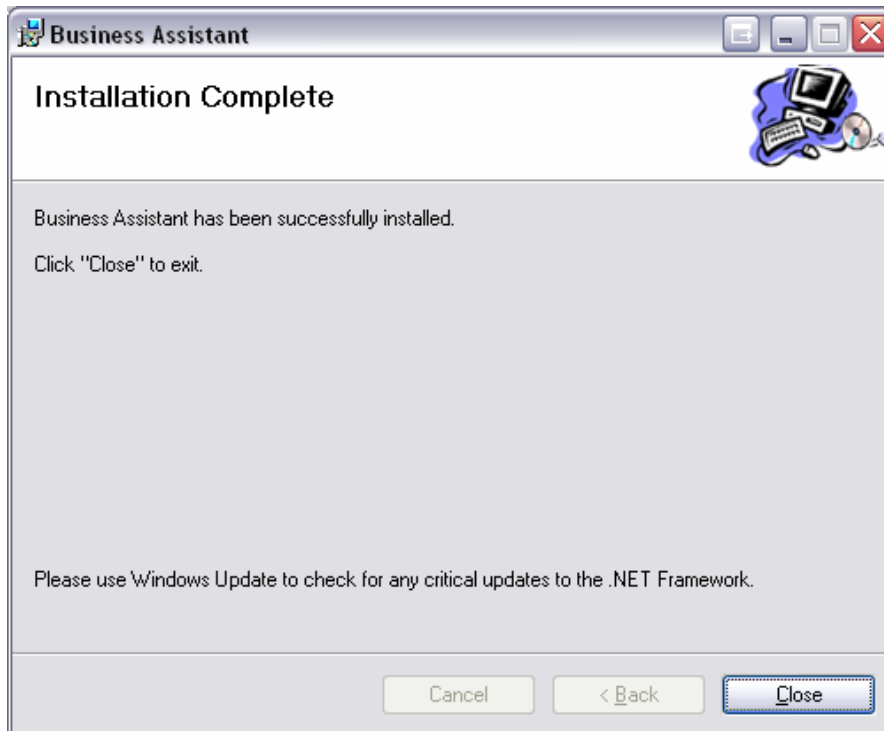 Business Assistant
Installation Complete
Business Assistant has been successfully installed.
Click "Close" to exit.
Please use Windows Update to check for any critical updates to the .NET Framework.
Cancel
< Back
Close